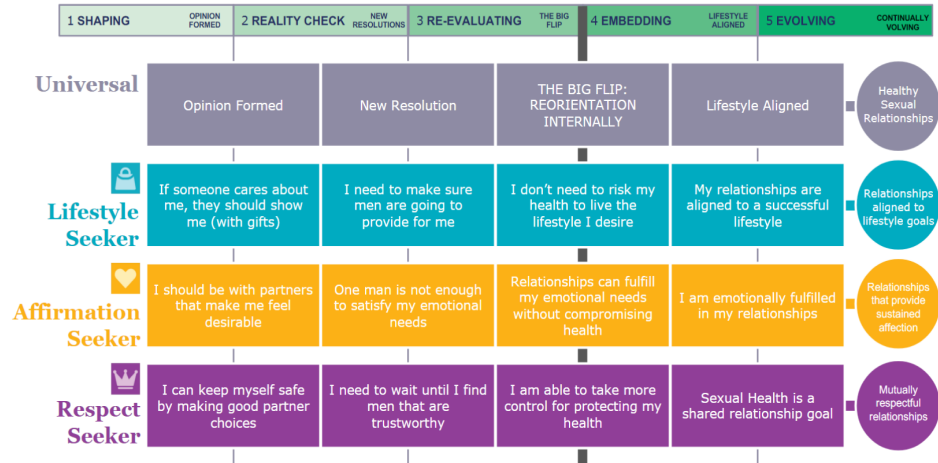 1 SHAPING
OPINION
FORMED
2 REALITY CHECK
NEW
RESOLUTIONS
3 RE-EVALUATING
THE BIG
FLIP
4 EMBEDDING
LIFESTYLE
ALIGNED
5 EVOLVING
CONTINUALLY
VOLVING
Universal
Opinion Formed
New Resolution
THE BIG FLIP:
REORIENTATION
INTERNALLY
Lifestyle Aligned
Healthy
Sexual
Relationships
Lifestyle
Seeker
If someone cares about
me, they should show
me (with gifts)
I need to make sure
men are going to
provide for me
I don't need to risk my
health to live the
lifestyle I desire
My relationships are
aligned to a successful
lifestyle
Relationships
aligned to
lifestyle goals
Affirmation
Seeker
I should be with partners
that make me feel
desirable
One man is not enough
to satisfy my emotional
needs
Relationships can fulfill
my emotional needs
without compromising
health
I am emotionally fulfilled
in my relationships
Relationships
that provide
sustained
affection
Respect
Seeker
I can keep myself safe
by making good partner
choices
I need to wait until I find
men that are
trustworthy
I am able to take more
control for protecting my
health
Sexual Health is a
shared relationship goal
Mutually
respectful
relationships